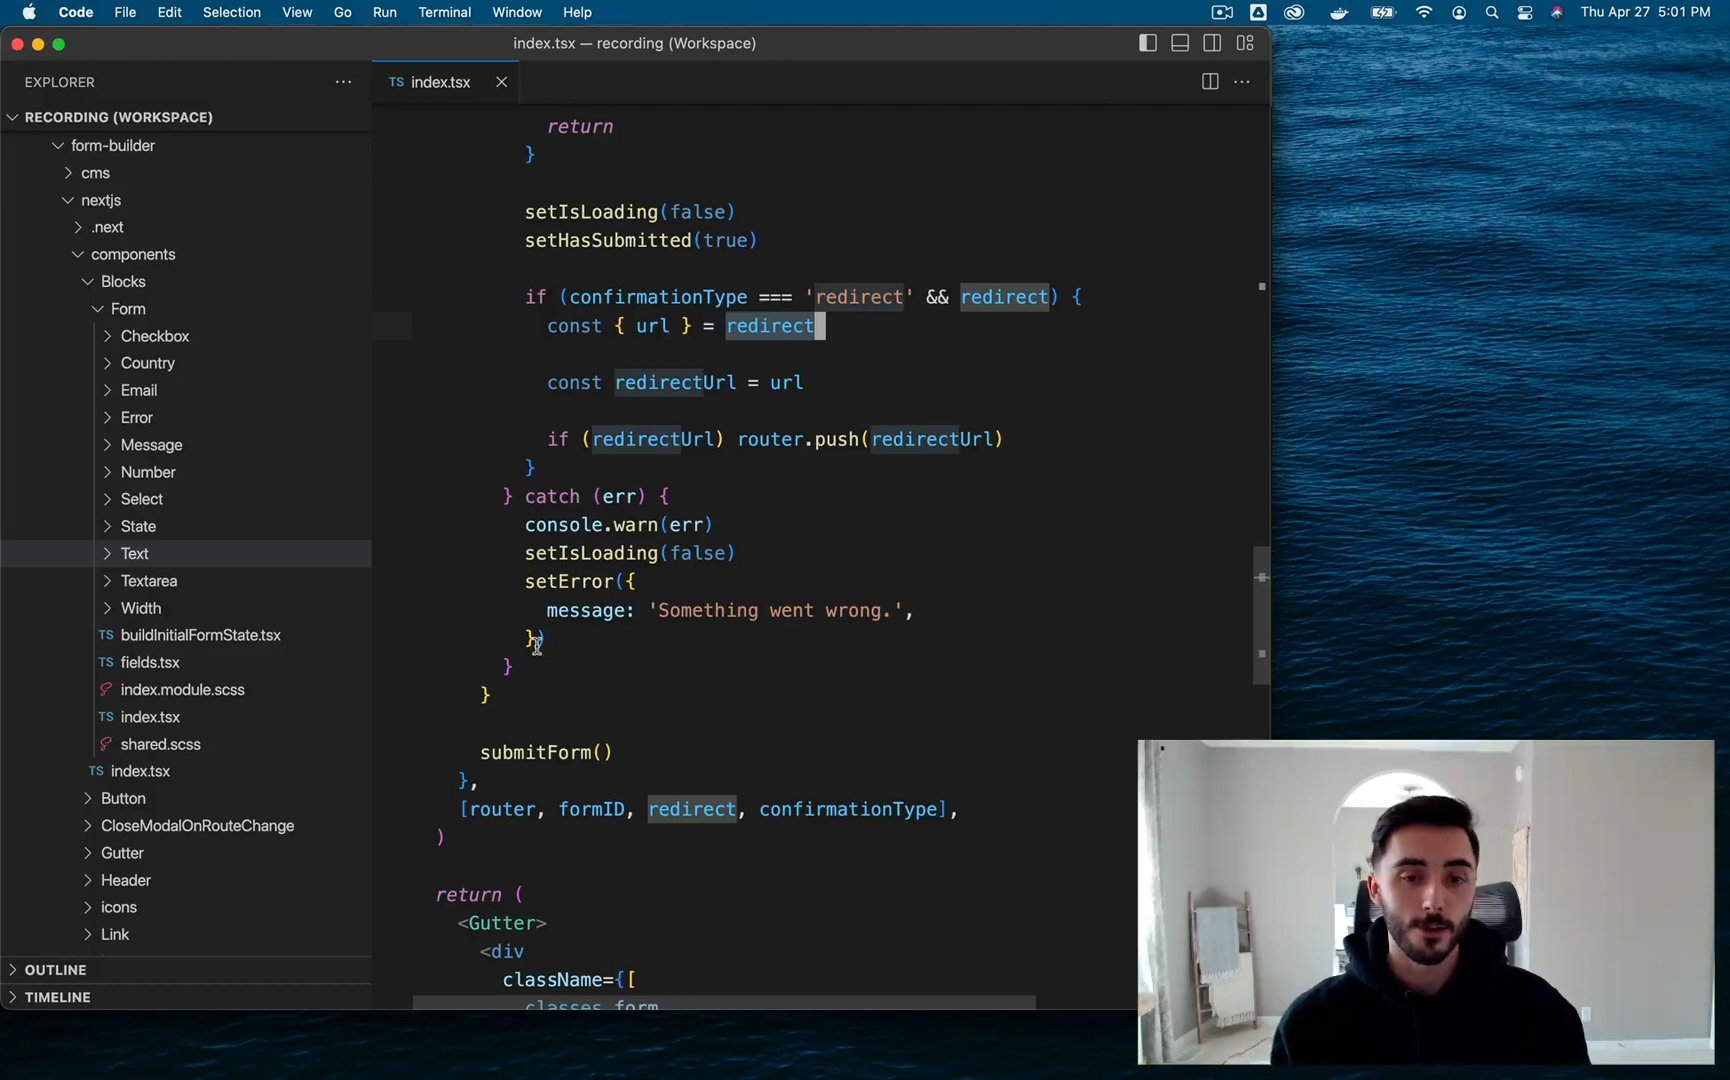 Code File Edit Selection View Go Run Terminal Window Help Thu Apr 27 5:01 PM
index.tsx — recording (Workspace)
EXPLORER
TS index.tsx
RECORDING (WORKSPACE)
form-builder
cms
nextjs
.next
components
Blocks
Form
Checkbox
Country
Email
Error
Message
Number
Select
State
Text
Textarea
Width
TS buildInitialFormState.tsx
TS fields.tsx
index.module.scss
TS index.tsx
shared.scss
TS index.tsx
Button
CloseModalOnRouteChange
Gutter
Header
icons
Link
OUTLINE
TIMELINE
return
}
setIsLoading(false)
setHasSubmitted(true)
if (confirmationType === 'redirect' && redirect) {
const { url } = redirect
const redirectUrl = url
if (redirectUrl) router.push(redirectUrl)
}
} catch (err) {
console.warn(err)
setIsLoading(false)
setError({
message: 'Something went wrong.',
})
}
}
submitForm()
},
[router, formID, redirect, confirmationType],
)
return (
<Gutter>
<div
className={[
classes.form